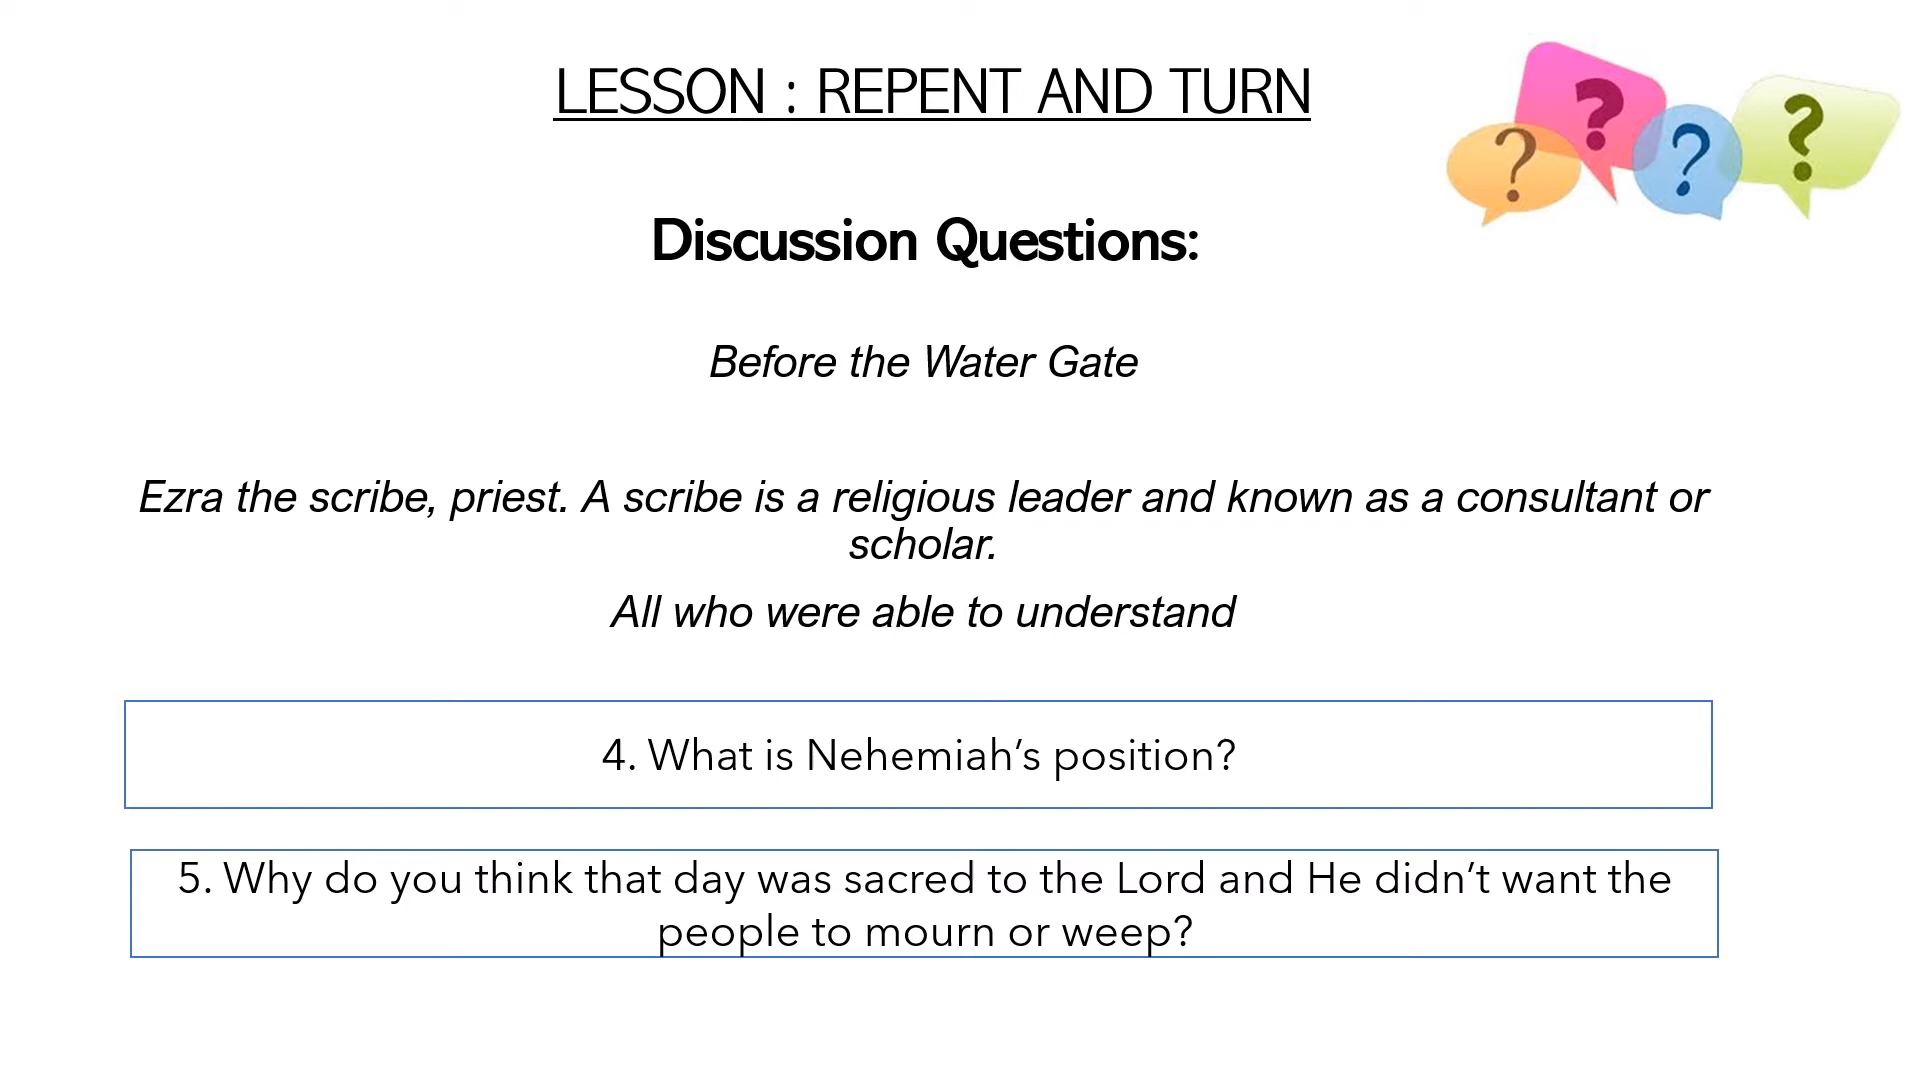 LESSON : REPENT AND TURN
? ? ? ?
Discussion Questions:
Before the Water Gate
Ezra the scribe, priest. A scribe is a religious leader and known as a consultant or
scholar.
All who were able to understand
4. What is Nehemiah’s position?
5. Why do you think that day was sacred to the Lord and He didn’t want the
people to mourn or weep?